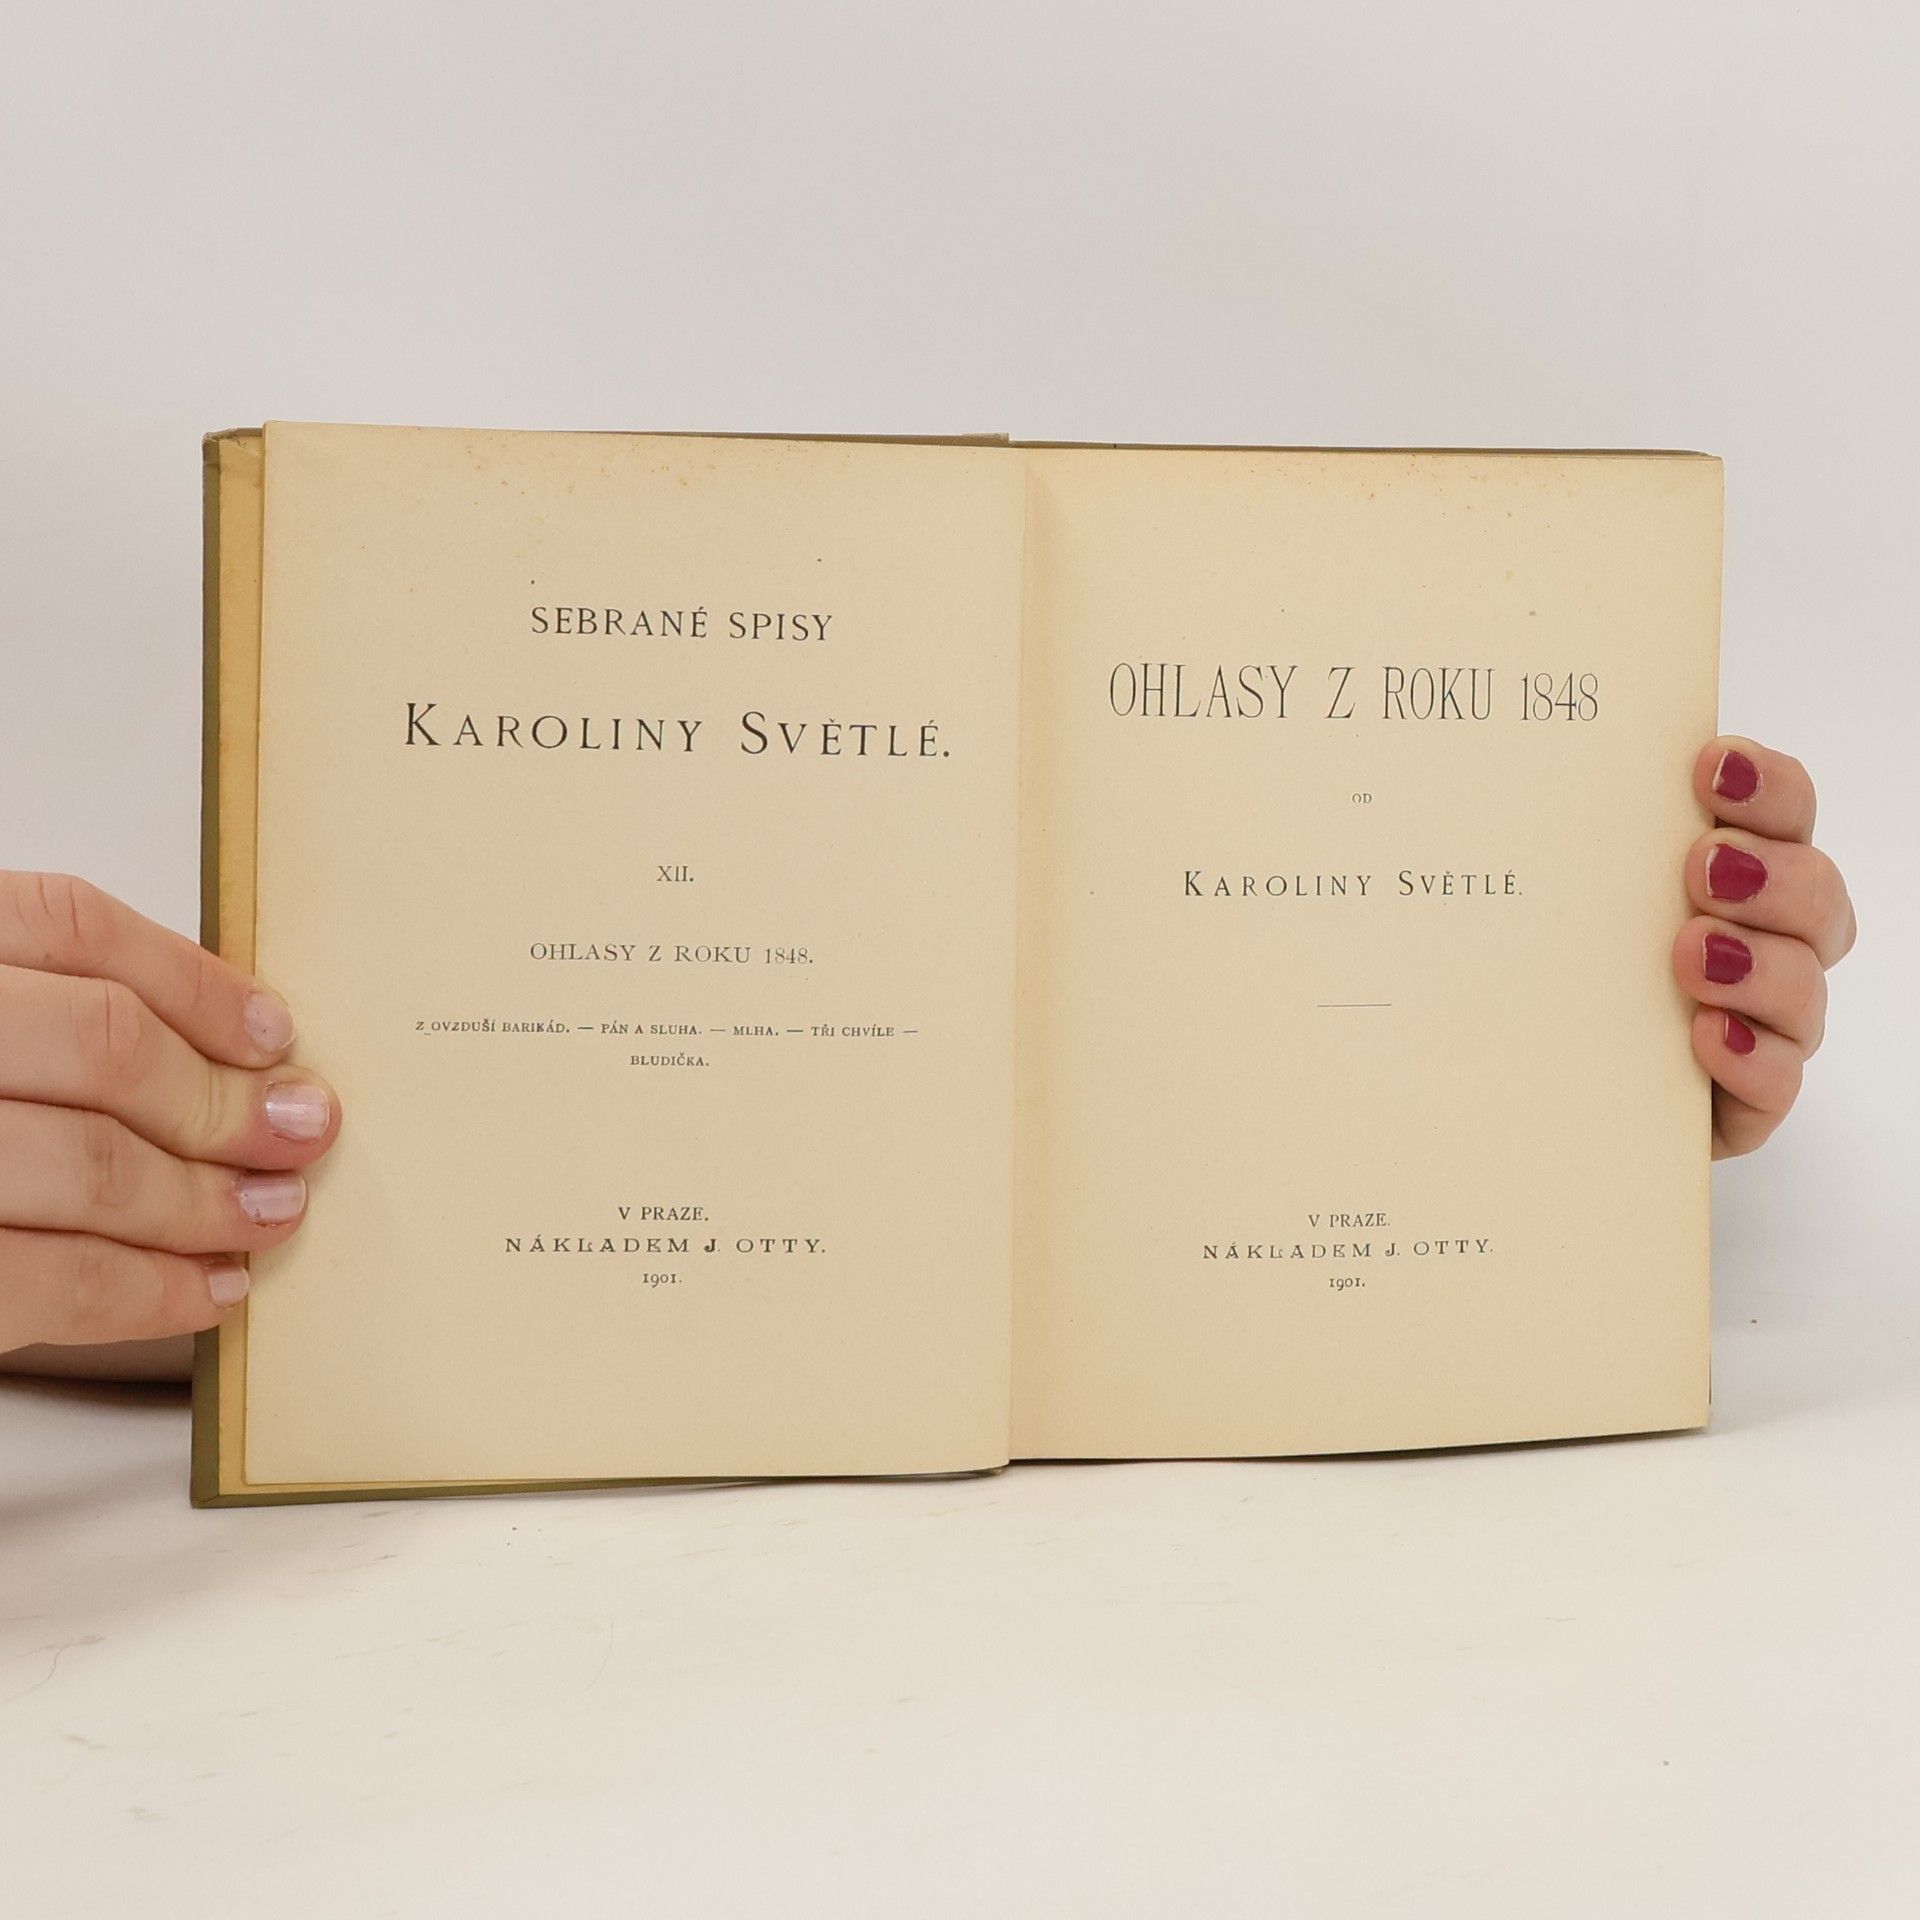 SEBRANÉ SPISY
KAROLINY SVĚTLÉ.
XII.
OHLASY Z ROKU 1848.
Z OVZDUŠÍ BARIKÁD. — PÁN A SLUHA. — MLHA. — TŘI CHVÍLE —
BLUDIČKA.
V PRAZE.
NÁKLADEM J. OTTY.
1901.
OHLASY Z ROKU 1848
OD
KAROLINY SVĚTLÉ.
V PRAZE.
NÁKLADEM J. OTTY.
1901.